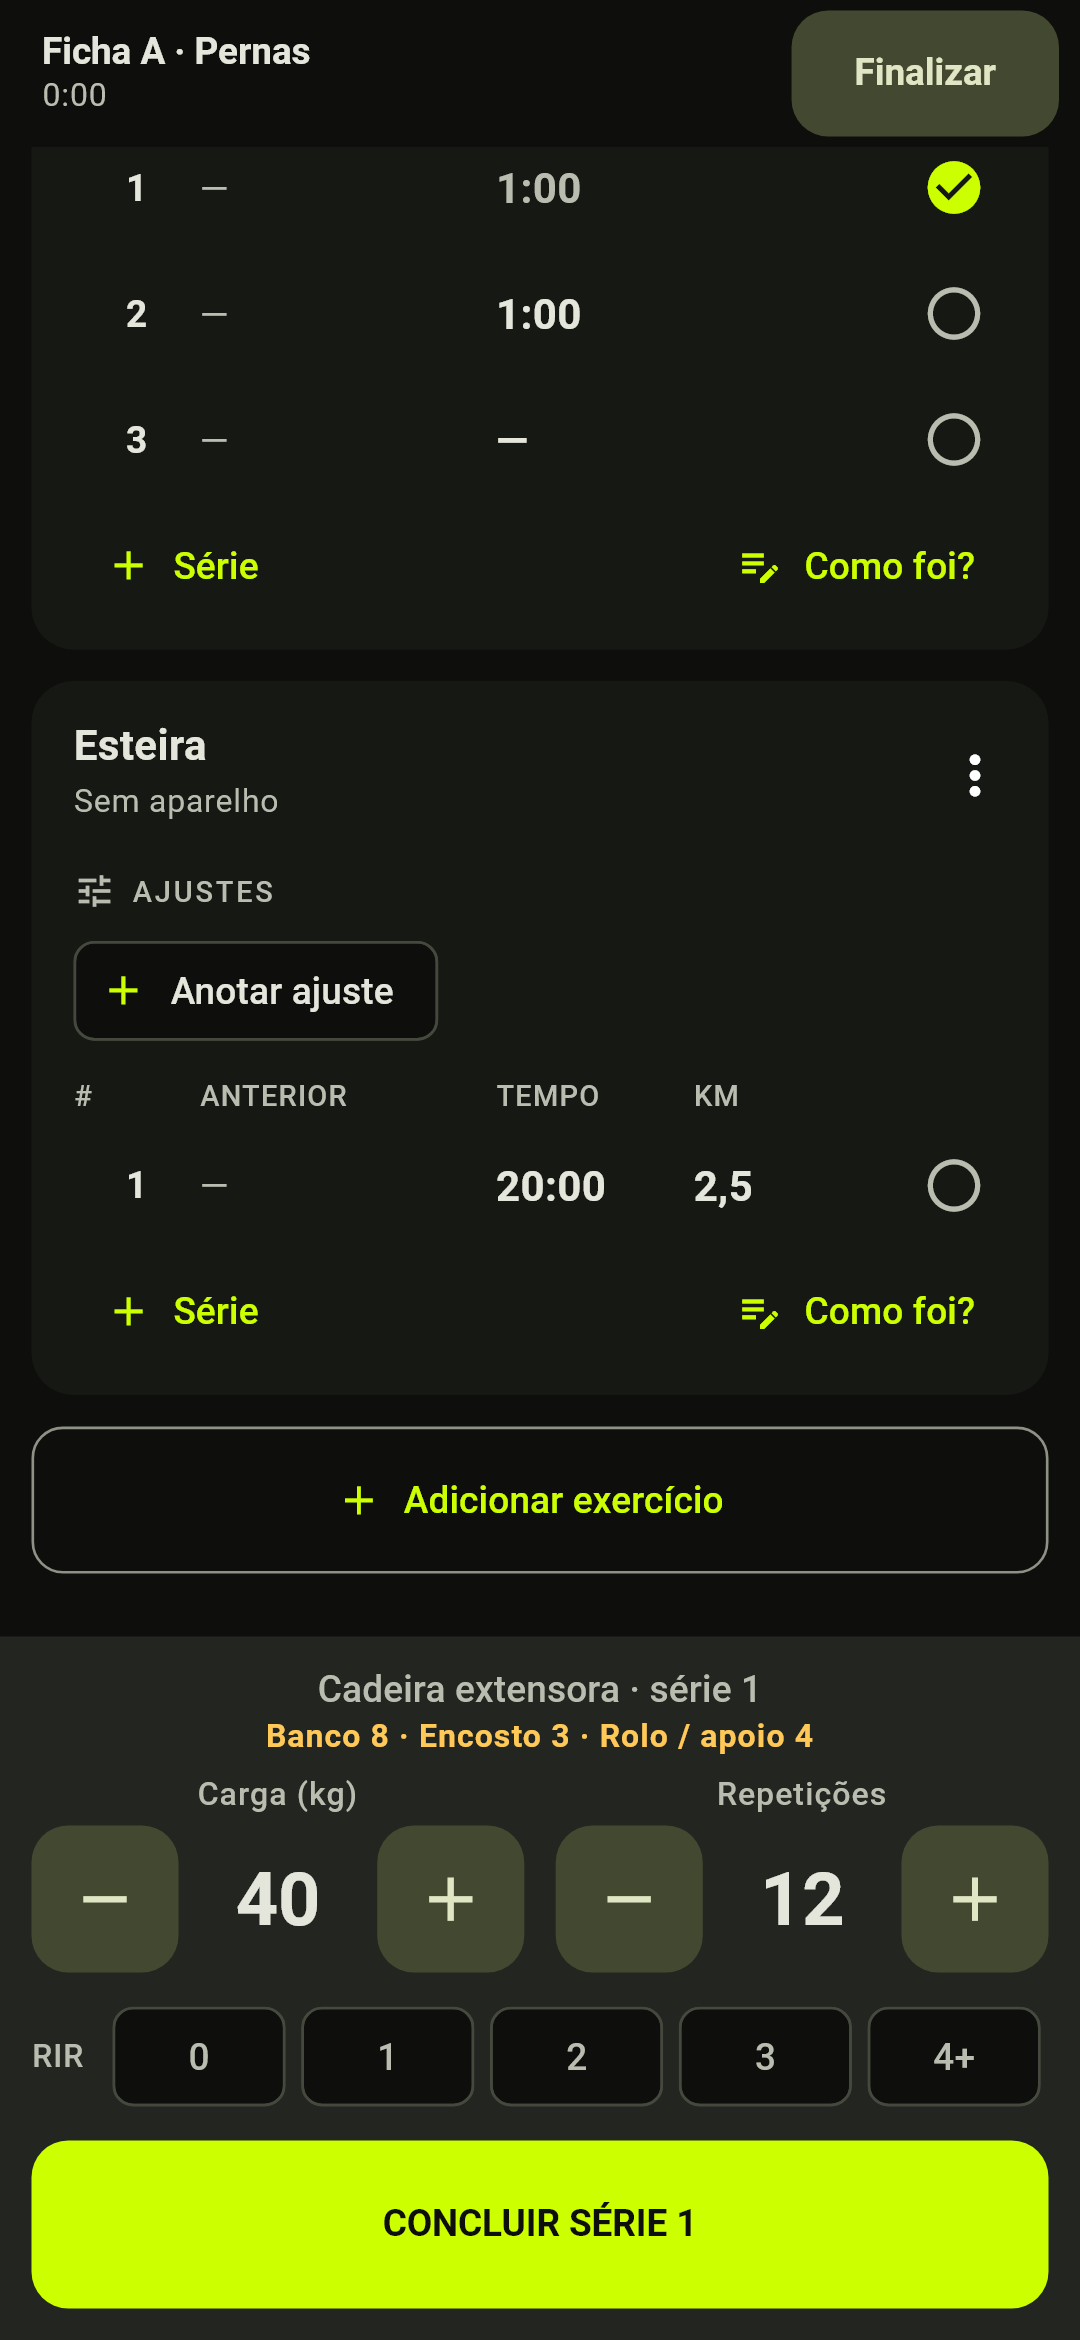 Ficha A · Pernas
0:00
Finalizar
1 — 1:00
2 — 1:00
3 — —
+ Série
Como foi?
Esteira
Sem aparelho
AJUSTES
+ Anotar ajuste
# ANTERIOR TEMPO KM
1 — 20:00 2,5
+ Série
Como foi?
+ Adicionar exercício
Cadeira extensora · série 1
Banco 8 · Encosto 3 · Rolo / apoio 4
Carga (kg) Repetições
— 40 + — 12 +
RIR 0 1 2 3 4+
CONCLUIR SÉRIE 1